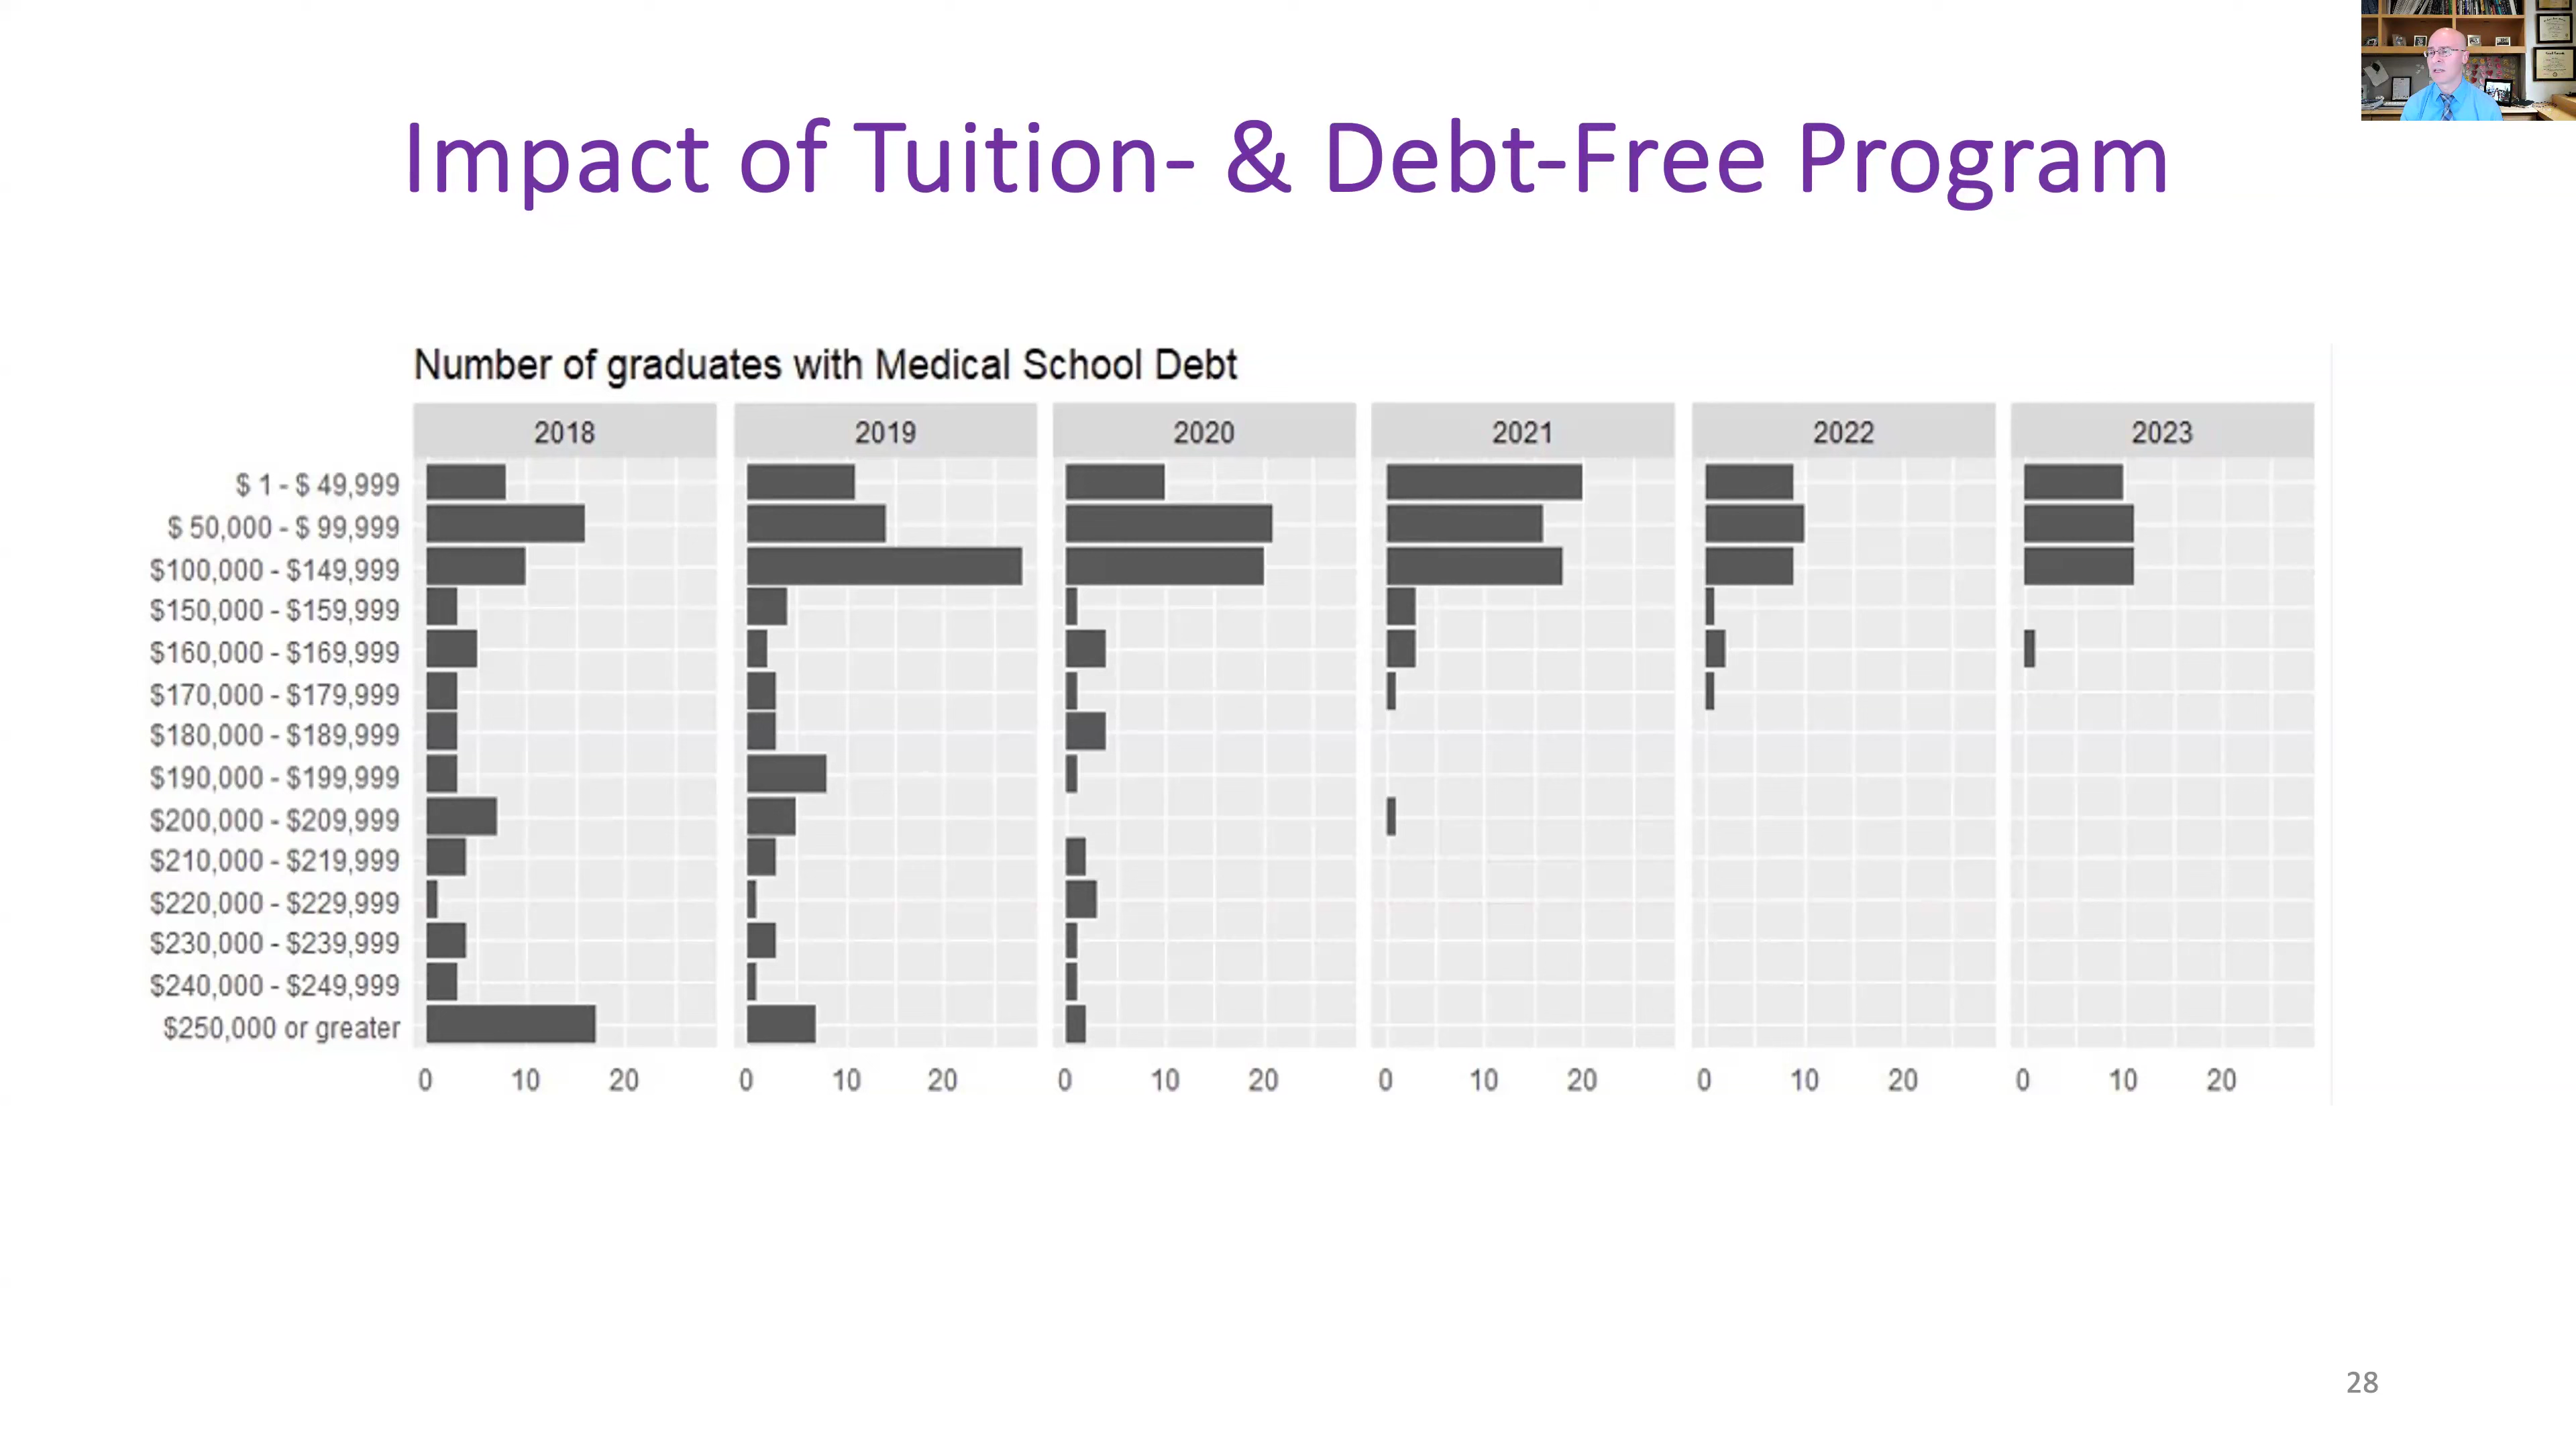 Impact of Tuition- & Debt-Free Program
Number of graduates with Medical School Debt
2018 2019 2020 2021 2022 2023
$ 1 - $ 49,999
$ 50,000 - $ 99,999
$100,000 - $149,999
$150,000 - $159,999
$160,000 - $169,999
$170,000 - $179,999
$180,000 - $189,999
$190,000 - $199,999
$200,000 - $209,999
$210,000 - $219,999
$220,000 - $229,999
$230,000 - $239,999
$240,000 - $249,999
$250,000 or greater
0 10 20 0 10 20 0 10 20 0 10 20 0 10 20 0 10 20
28